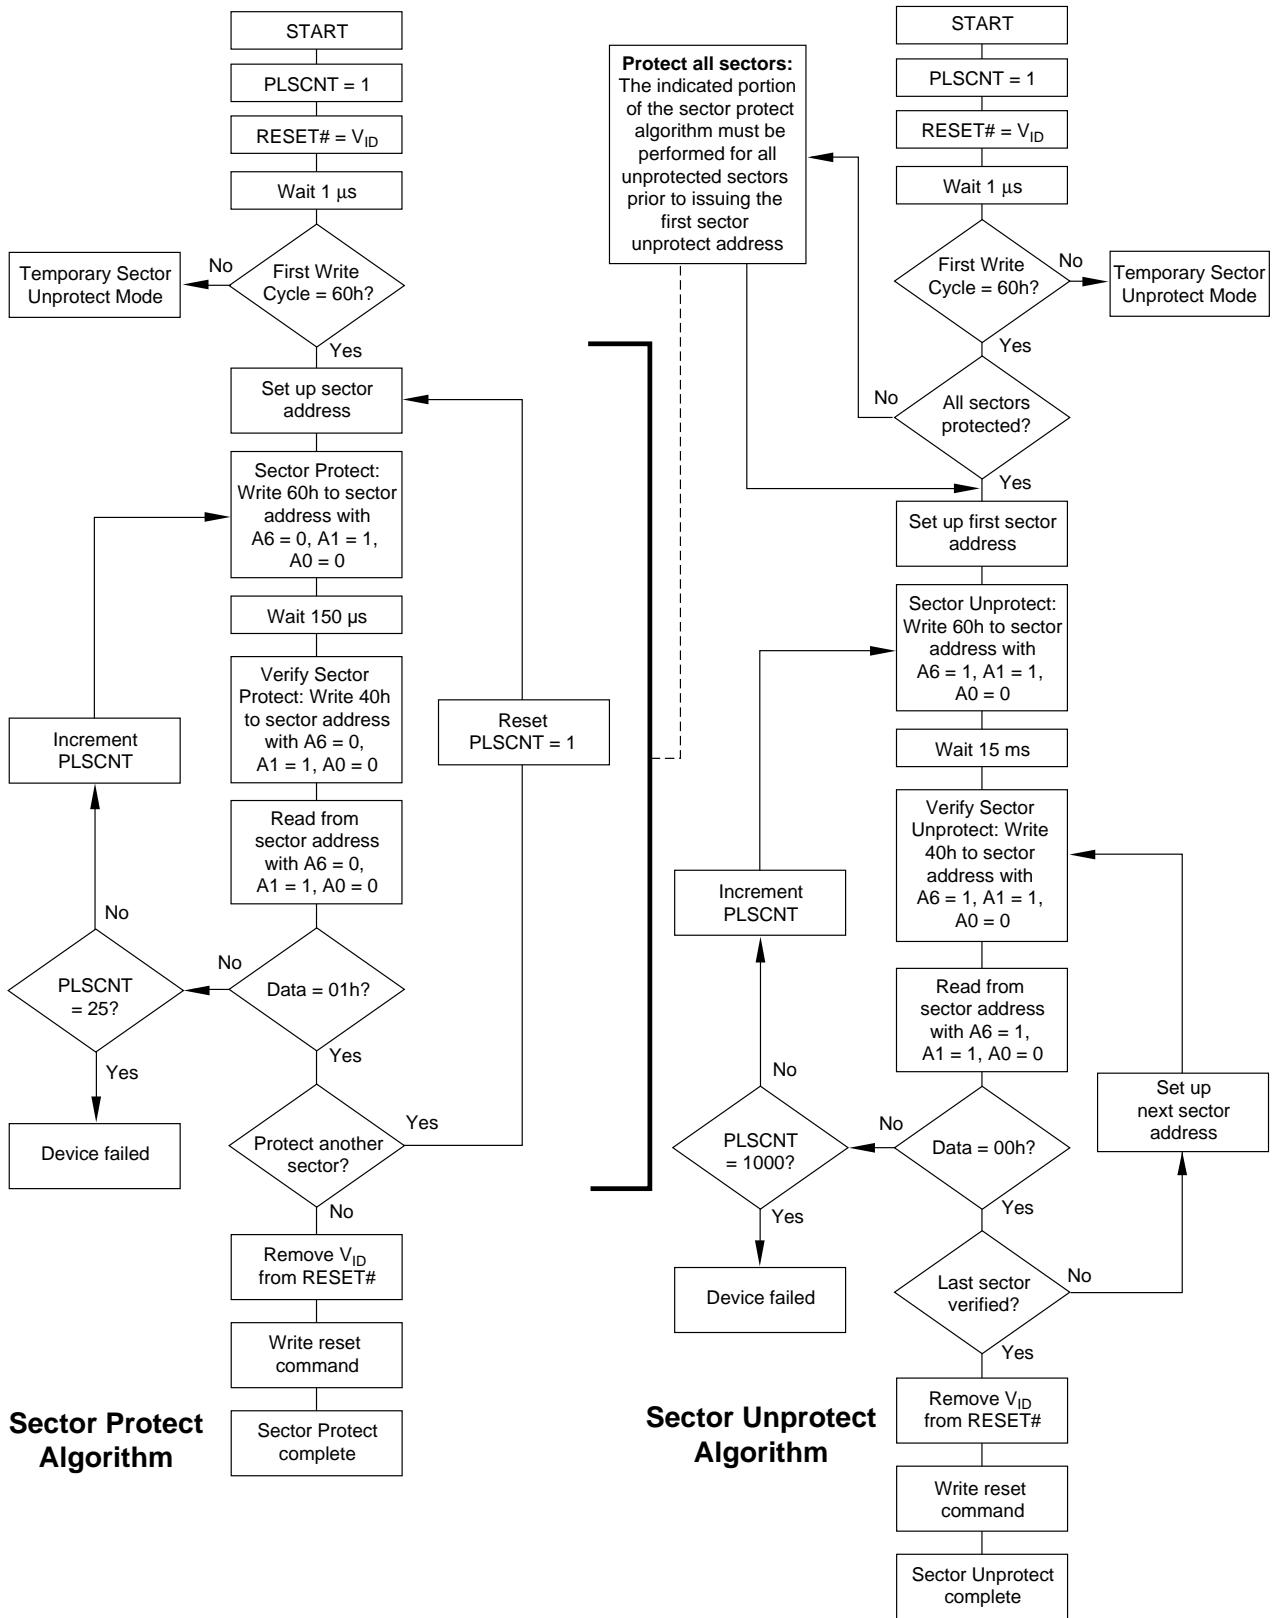 START
PLSCNT = 1
RESET# = VID
Wait 1 μs
First Write
Cycle = 60h?
No
Temporary Sector
Unprotect Mode
Yes
Set up sector
address
Sector Protect:
Write 60h to sector
address with
A6 = 0, A1 = 1,
A0 = 0
Wait 150 µs
Verify Sector
Protect: Write 40h
to sector address
with A6 = 0,
A1 = 1, A0 = 0
Read from
sector address
with A6 = 0,
A1 = 1, A0 = 0
Data = 01h?
No
PLSCNT
= 25?
No
Increment
PLSCNT
Yes
Device failed
Yes
Protect another
sector?
Yes
Reset
PLSCNT = 1
No
Remove VID
from RESET#
Write reset
command
Sector Protect
complete
Sector Protect
Algorithm
Protect all sectors:
The indicated portion
of the sector protect
algorithm must be
performed for all
unprotected sectors
prior to issuing the
first sector
unprotect address
START
PLSCNT = 1
RESET# = VID
Wait 1 μs
First Write
Cycle = 60h?
No
Temporary Sector
Unprotect Mode
Yes
All sectors
protected?
No
Yes
Set up first sector
address
Sector Unprotect:
Write 60h to sector
address with
A6 = 1, A1 = 1,
A0 = 0
Wait 15 ms
Verify Sector
Unprotect: Write
40h to sector
address with
A6 = 1, A1 = 1,
A0 = 0
Read from
sector address
with A6 = 1,
A1 = 1, A0 = 0
Data = 00h?
No
PLSCNT
= 1000?
No
Increment
PLSCNT
Yes
Device failed
Yes
Last sector
verified?
No
Set up
next sector
address
Yes
Remove VID
from RESET#
Write reset
command
Sector Unprotect
complete
Sector Unprotect
Algorithm